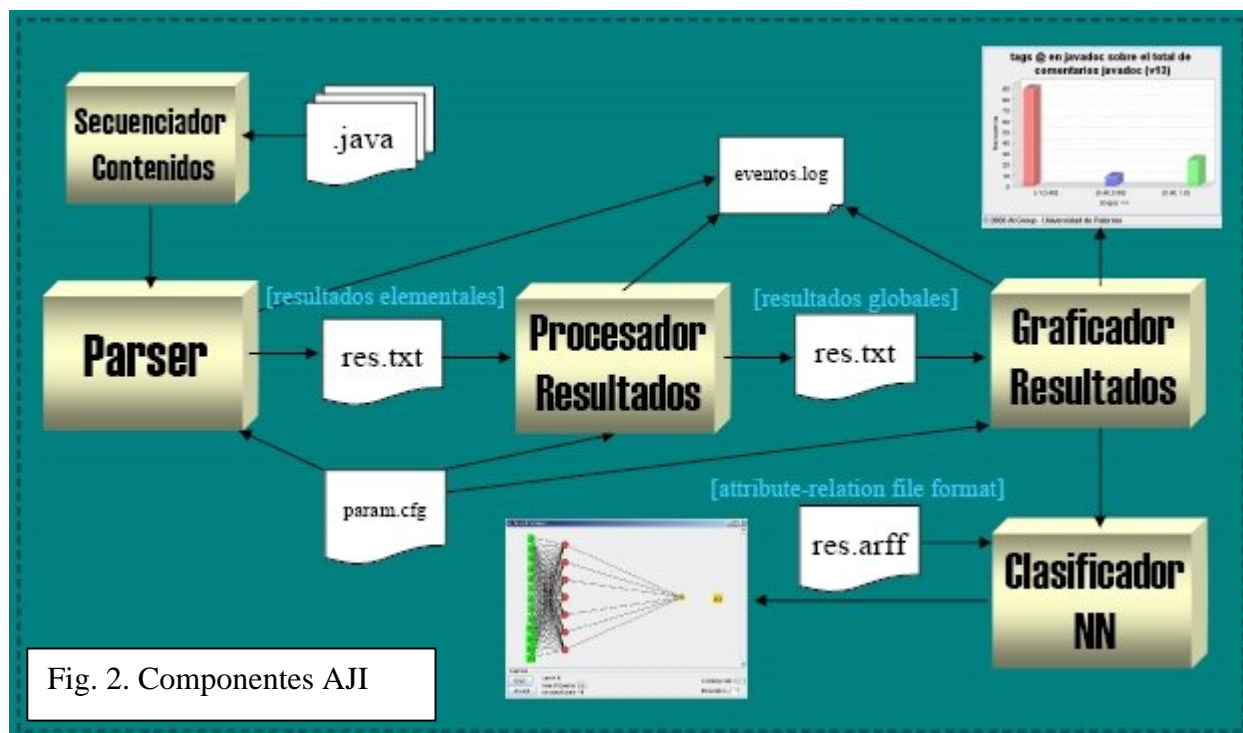 Secuenciador
Contenidos
.java
eventos.log
tags @ en javadoc sobre el total de
comentarios javadoc (v13)
Parser
[resultados elementales]
res.txt
Procesador
Resultados
[resultados globales]
res.txt
Graficador
Resultados
param.cfg
[attribute-relation file format]
res.arff
Clasificador
NN
Fig. 2. Componentes AJI